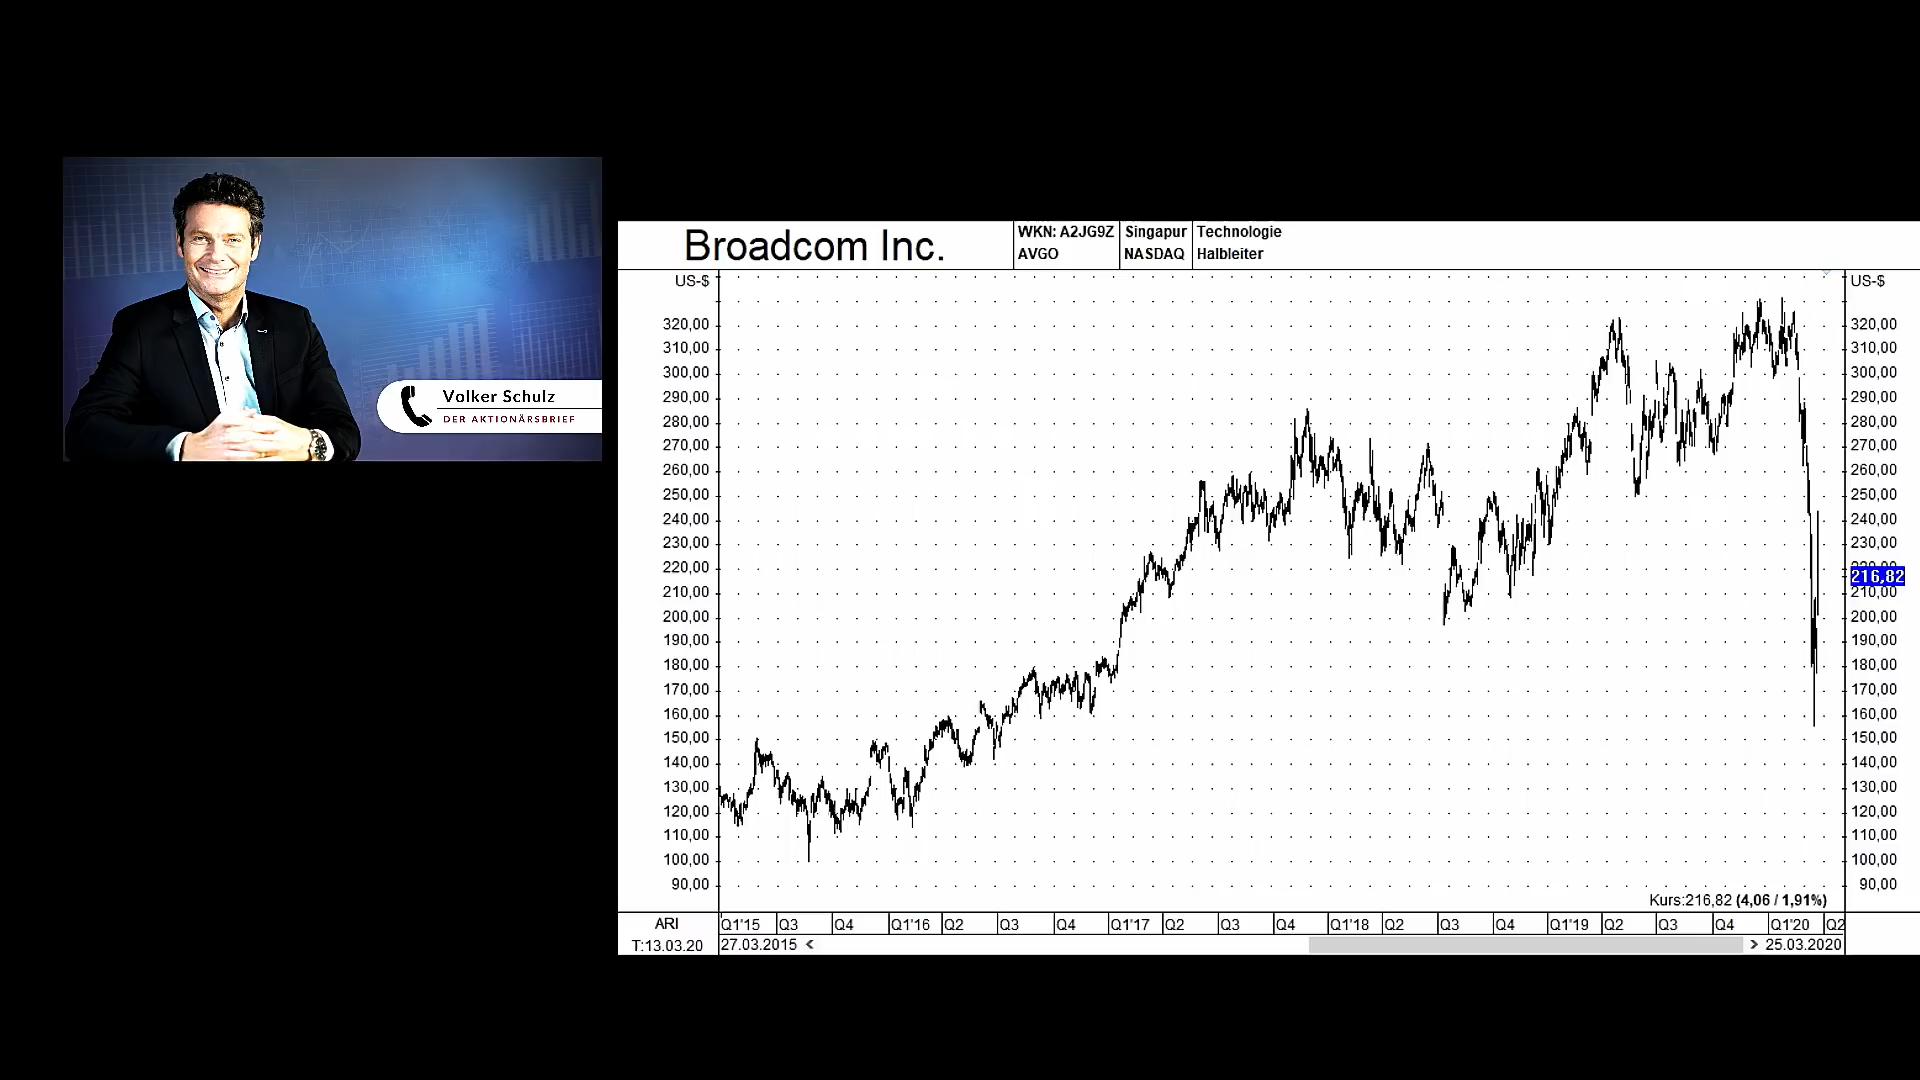 Volker Schulz
DER AKTIONÄRSBRIEF
Broadcom Inc.
WKN: A2JG9Z Singapur Technologie
AVGO NASDAQ Halbleiter
US-$ US-$
320,00 320,00
310,00 310,00
300,00 300,00
290,00 290,00
280,00 280,00
270,00 270,00
260,00 260,00
250,00 250,00
240,00 240,00
230,00 230,00
220,00 220,00
216,82
210,00 210,00
200,00 200,00
190,00 190,00
180,00 180,00
170,00 170,00
160,00 160,00
150,00 150,00
140,00 140,00
130,00 130,00
120,00 120,00
110,00 110,00
100,00 100,00
90,00 90,00
Kurs:216,82 (4,06 / 1,91%)
ARI Q1'15 Q3 Q4 Q1'16 Q2 Q3 Q4 Q1'17 Q2 Q3 Q4 Q1'18 Q2 Q3 Q4 Q1'19 Q2 Q3 Q4 Q1'20 Q2
T:13.03.20 27.03.2015 < > 25.03.2020